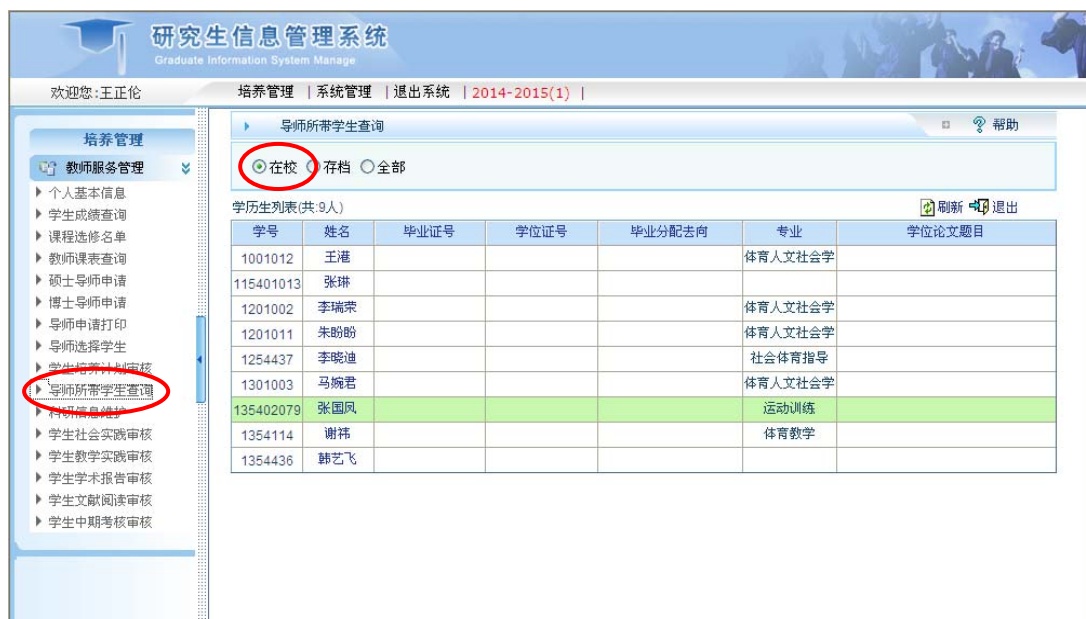 研究生信息管理系统
Graduate Information System Manage
欢迎您:王正伦
培养管理 | 系统管理 | 退出系统 | 2014-2015(1) |
培养管理
教师服务管理
个人基本信息
学生成绩查询
课程选修名单
教师课表查询
硕士导师申请
博士导师申请
导师申请打印
导师选择学生
学生培养计划审核
导师所带学生查询
科研信息维护
学生社会实践审核
学生教学实践审核
学生学术报告审核
学生文献阅读审核
学生中期考核审核
导师所带学生查询 帮助
在校 存档 全部
学历生列表(共:9人) 刷新 退出
学号 姓名 毕业证号 学位证号 毕业分配去向 专业 学位论文题目
1001012 王港 体育人文社会学
115401013 张琳
1201002 李瑞荣 体育人文社会学
1201011 朱盼盼 体育人文社会学
1254437 李晓迪 社会体育指导
1301003 马婉君 体育人文社会学
135402079 张国凤 运动训练
1354114 谢祎 体育教学
1354436 韩艺飞